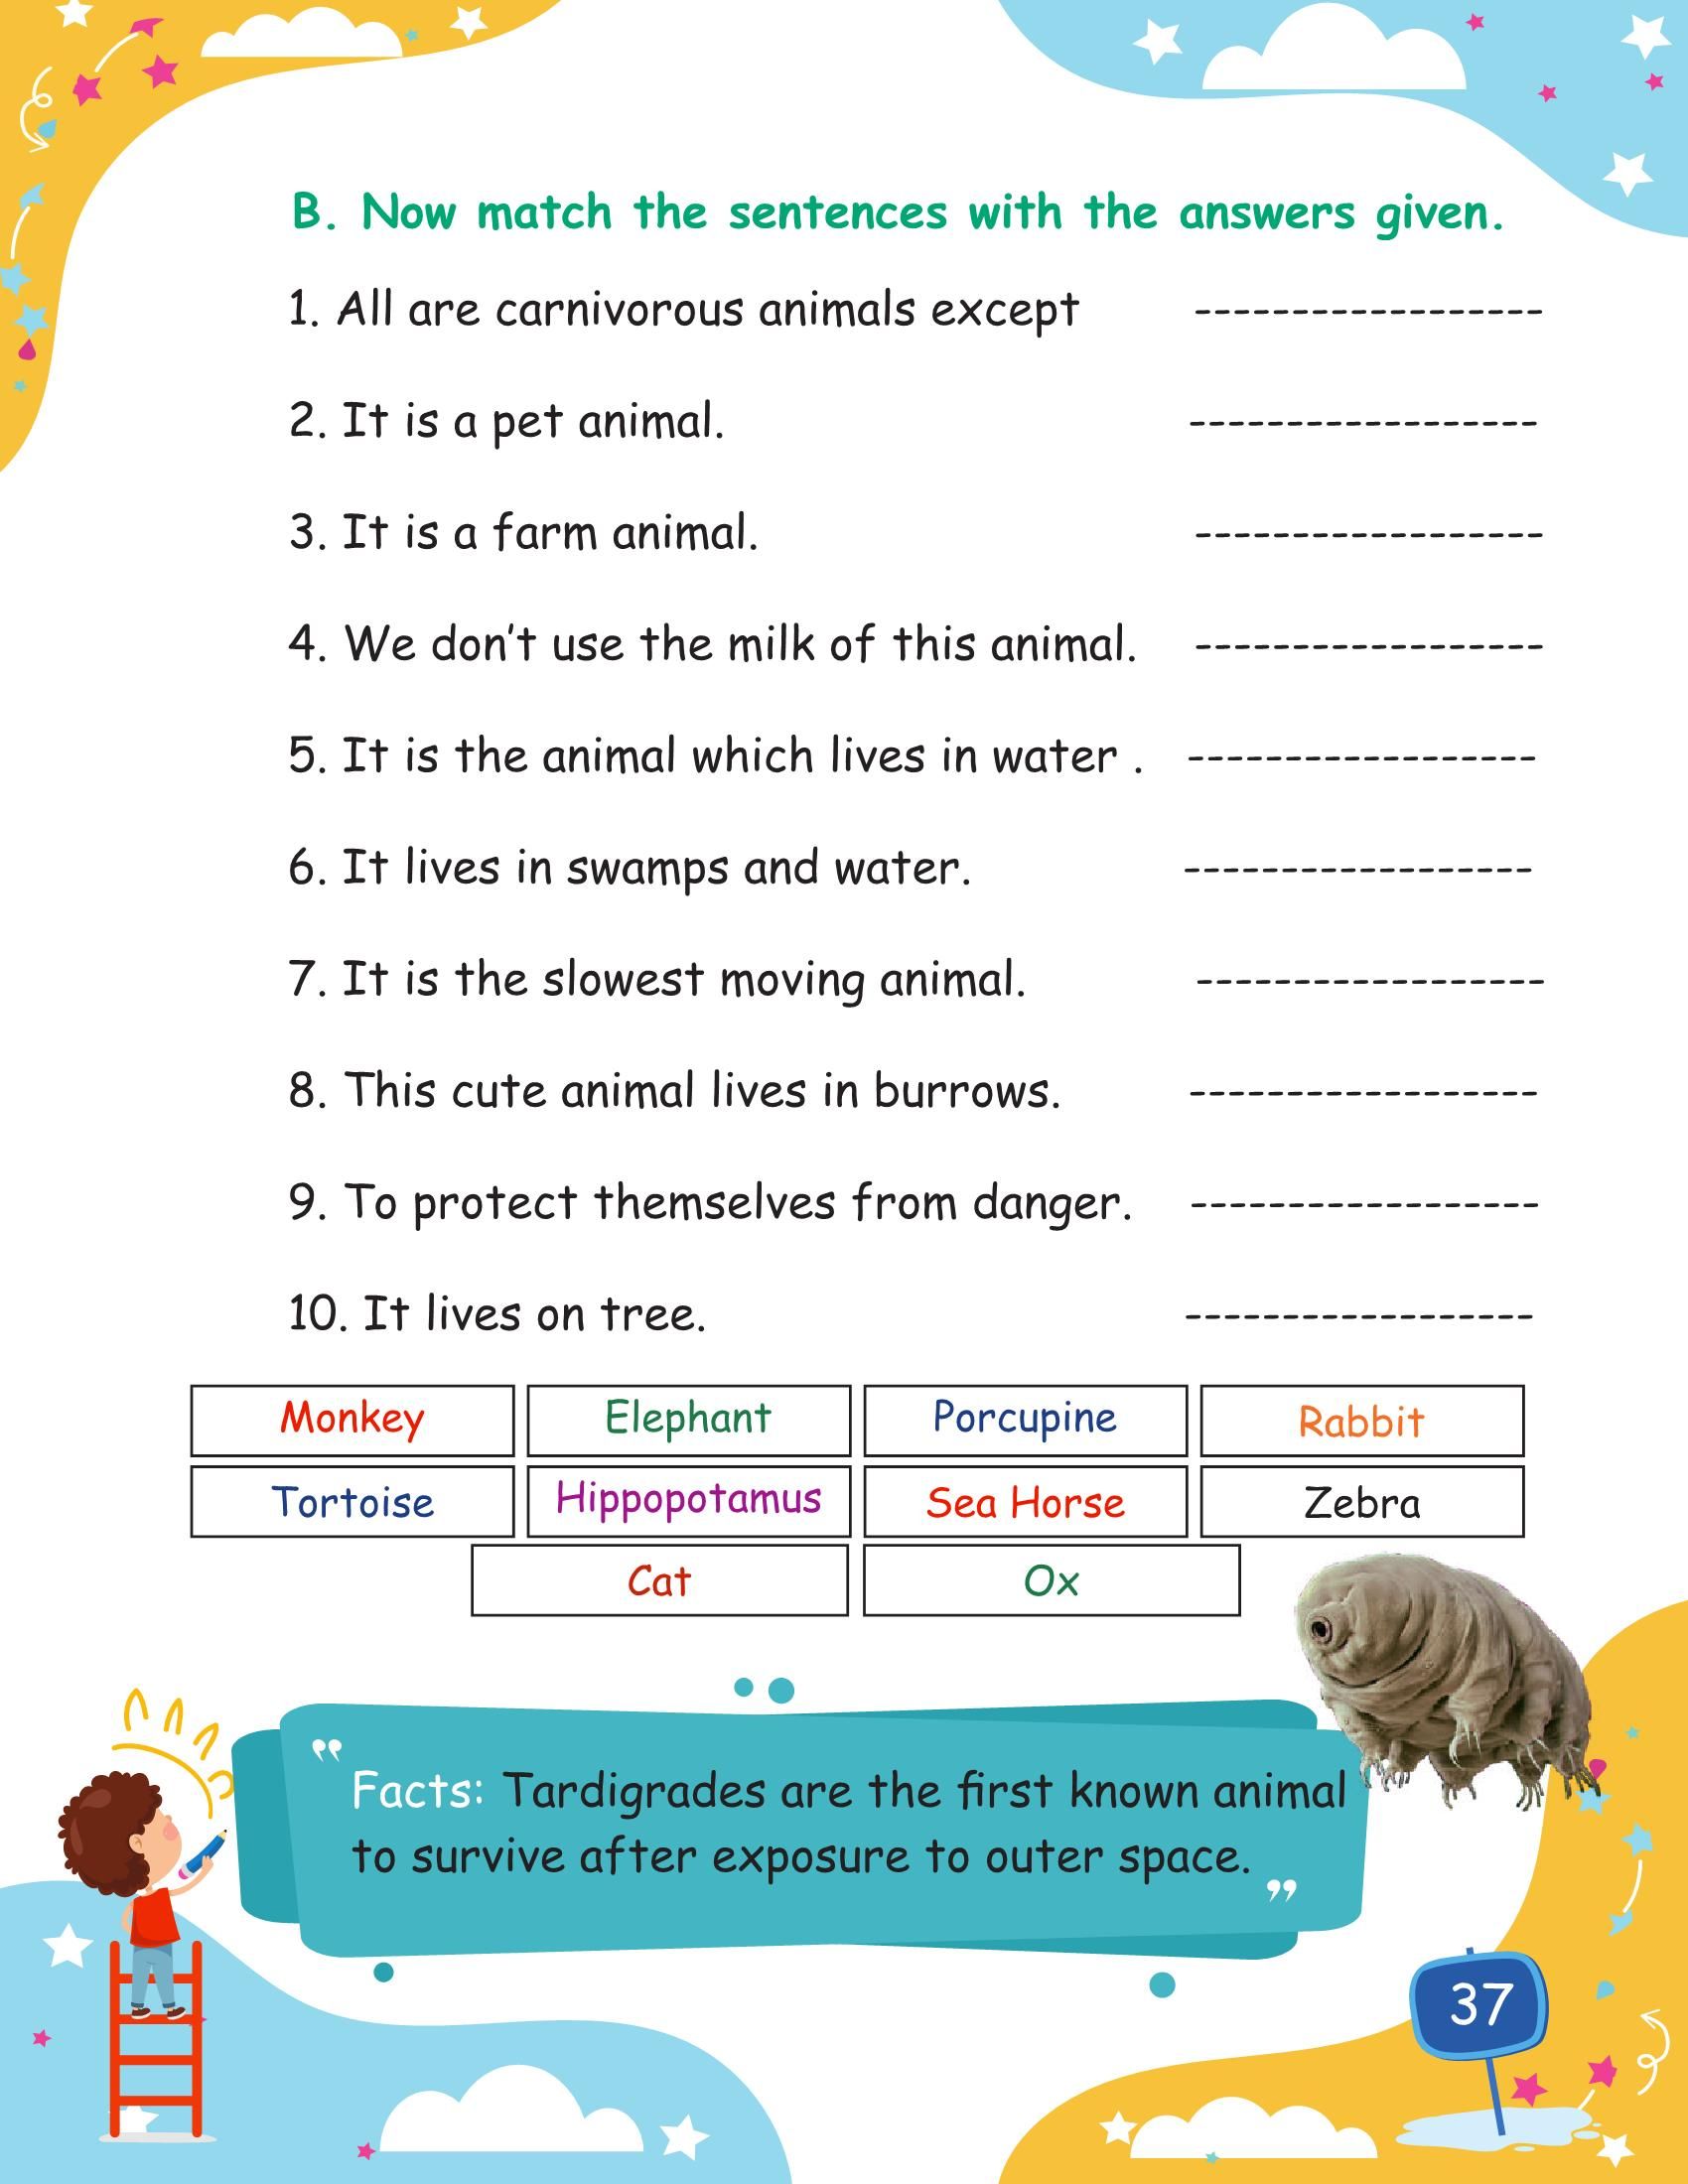 B. Now match the sentences with the answers given.
1. All are carnivorous animals except ------------------
2. It is a pet animal. ------------------
3. It is a farm animal. ------------------
4. We don't use the milk of this animal. ------------------
5. It is the animal which lives in water . ------------------
6. It lives in swamps and water. ------------------
7. It is the slowest moving animal. ------------------
8. This cute animal lives in burrows. ------------------
9. To protect themselves from danger. ------------------
10. It lives on tree. ------------------
Monkey Elephant Porcupine Rabbit
Tortoise Hippopotamus Sea Horse Zebra
Cat Ox
" Facts: Tardigrades are the first known animal
to survive after exposure to outer space. "
37